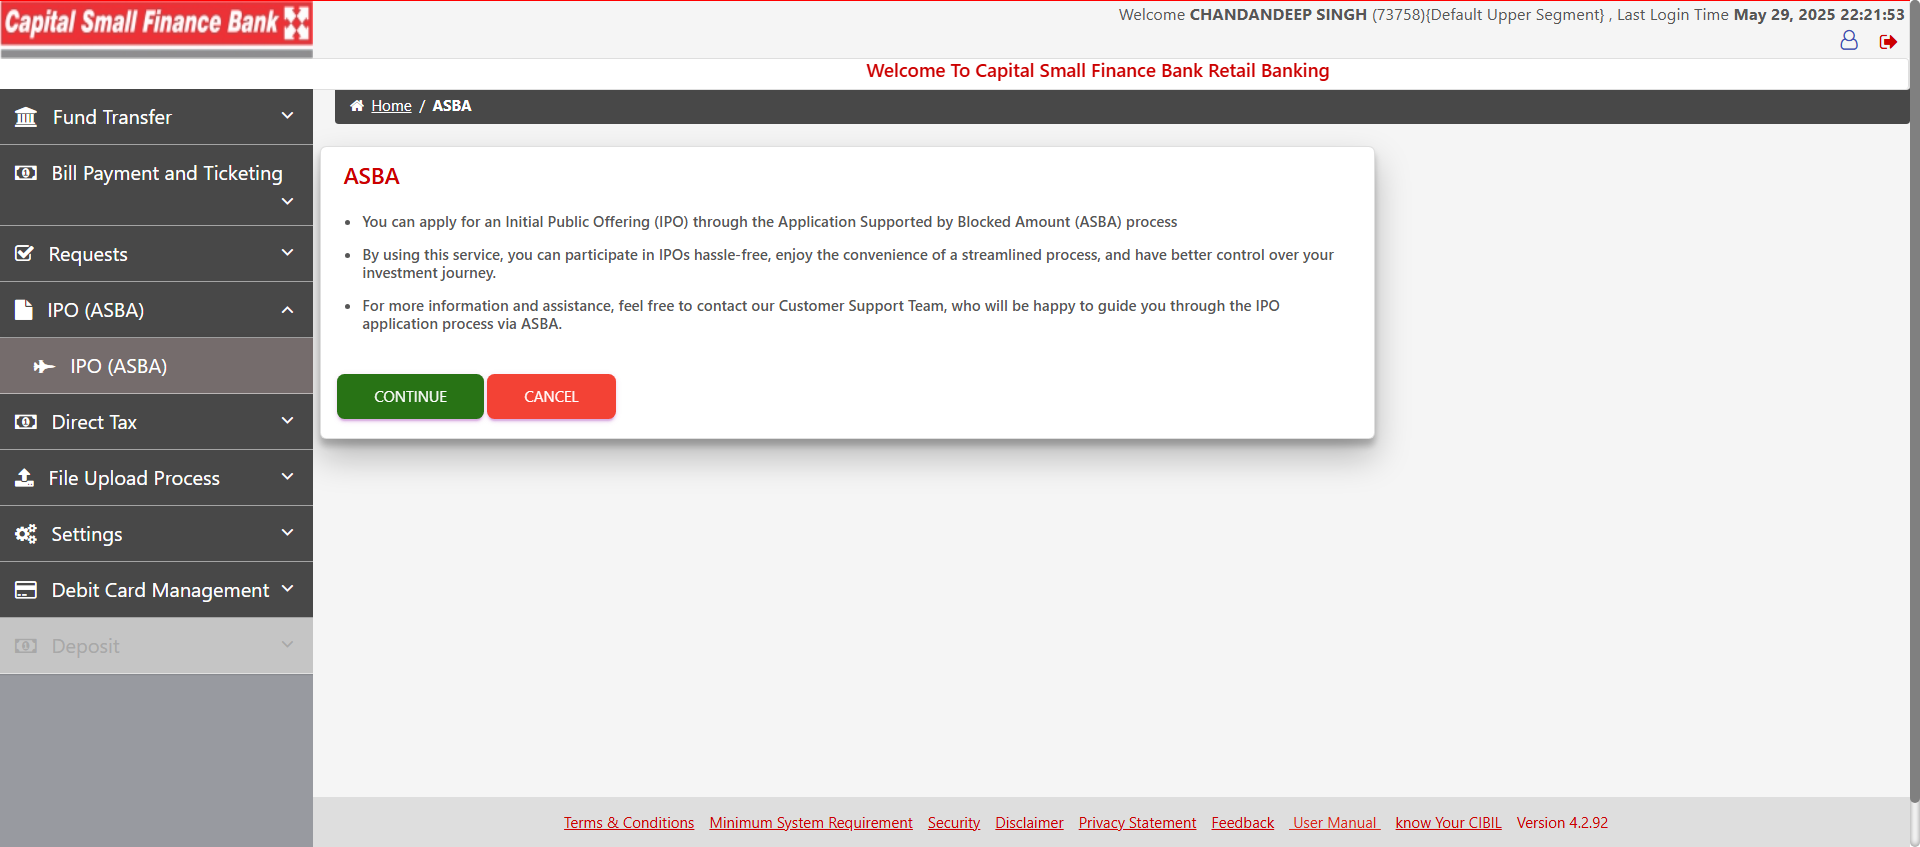 Capital Small Finance Bank
Welcome CHANDANDEEP SINGH (73758){Default Upper Segment} , Last Login Time May 29, 2025 22:21:53
Welcome To Capital Small Finance Bank Retail Banking
Fund Transfer
Bill Payment and Ticketing
Requests
IPO (ASBA)
IPO (ASBA)
Direct Tax
File Upload Process
Settings
Debit Card Management
Deposit
Home / ASBA
ASBA
• You can apply for an Initial Public Offering (IPO) through the Application Supported by Blocked Amount (ASBA) process
• By using this service, you can participate in IPOs hassle-free, enjoy the convenience of a streamlined process, and have better control over your
investment journey.
• For more information and assistance, feel free to contact our Customer Support Team, who will be happy to guide you through the IPO
application process via ASBA.
CONTINUE CANCEL
Terms & Conditions Minimum System Requirement Security Disclaimer Privacy Statement Feedback User Manual know Your CIBIL Version 4.2.92